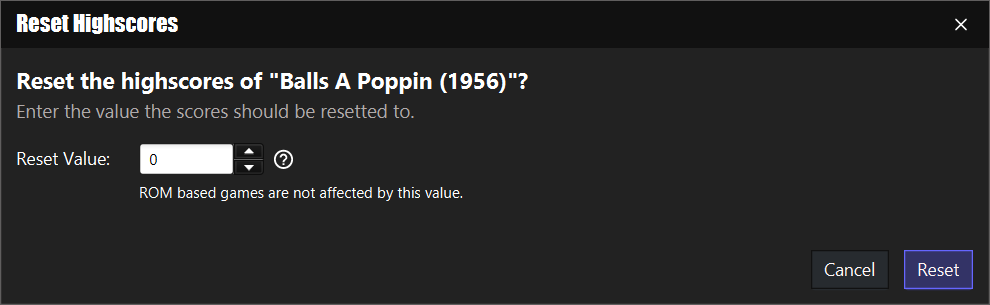 Reset Highscores
Reset the highscores of "Balls A Poppin (1956)"?
Enter the value the scores should be resetted to.
Reset Value: 0
ROM based games are not affected by this value.
Cancel Reset